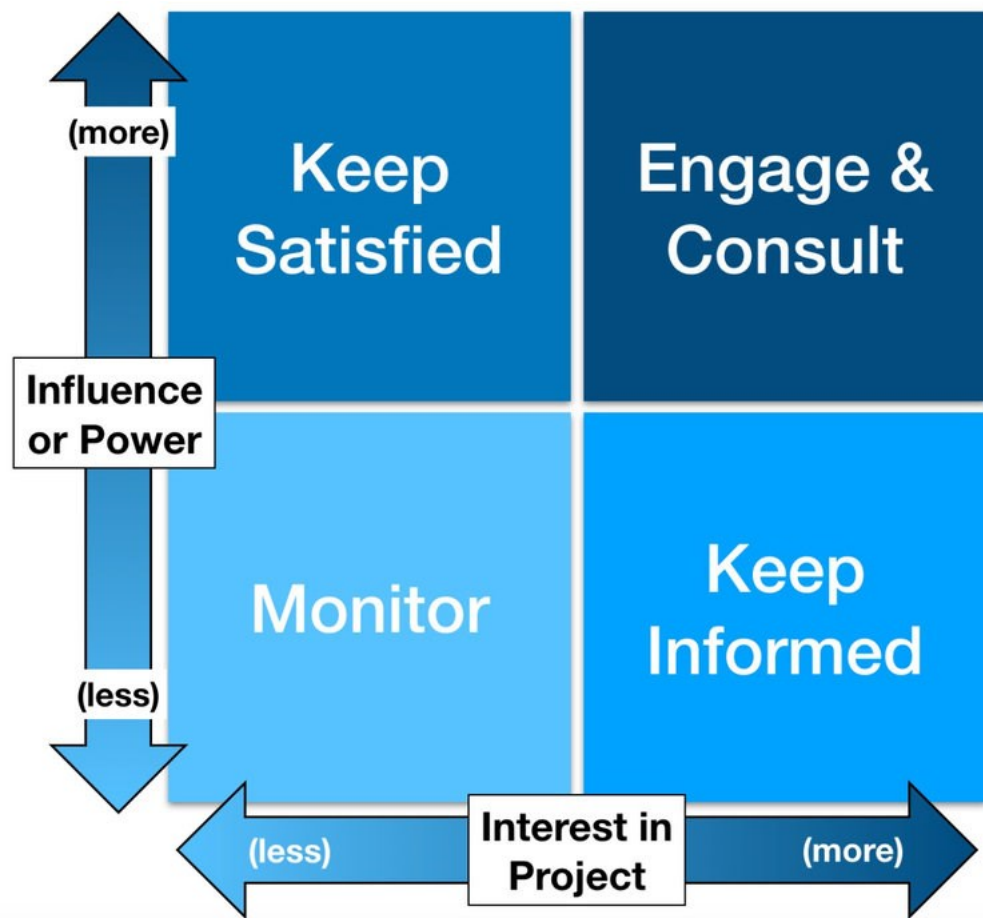 (more)
Keep
Satisfied
Engage &
Consult
Influence
or Power
Monitor
Keep
Informed
(less)
(less)
Interest in
Project
(more)